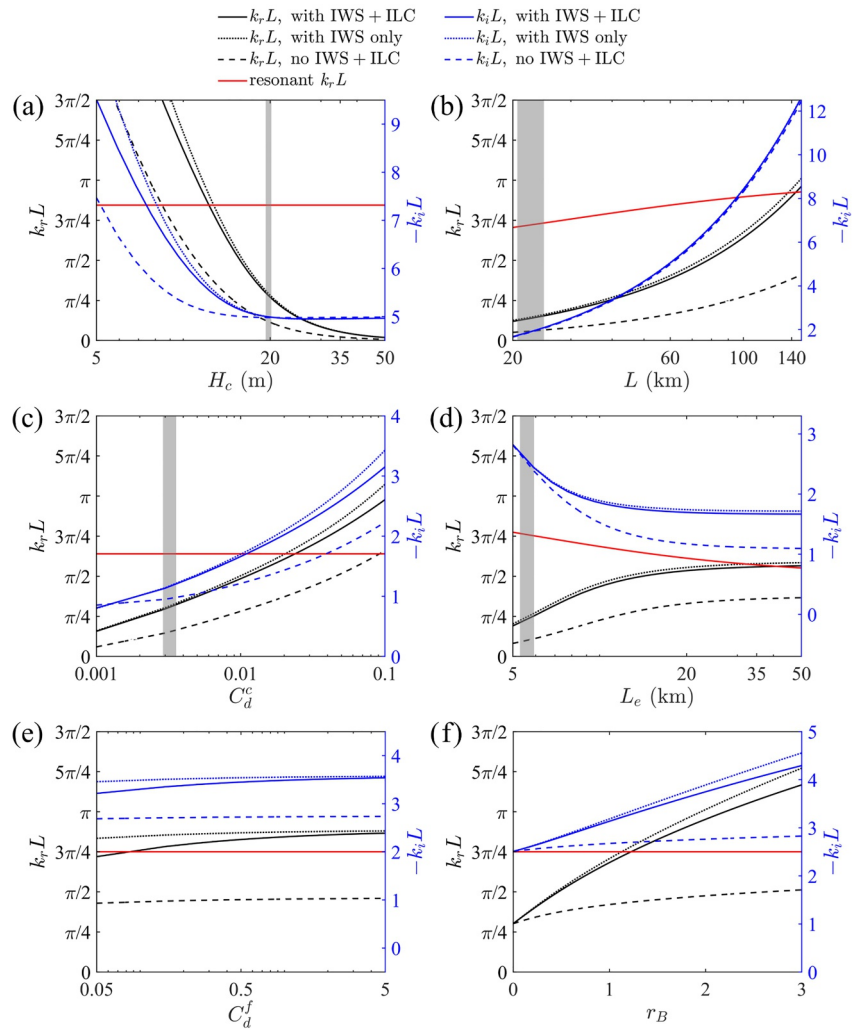 k_r L, with IWS + ILC
k_r L, with IWS only
k_r L, no IWS + ILC
resonant k_r L
k_i L, with IWS + ILC
k_i L, with IWS only
k_i L, no IWS + ILC
(a)
3π/2
5π/4
π
3π/4
π/2
π/4
0
k_r L
9
8
7
6
5
−k_i L
5
20
35
50
H_c (m)
(b)
3π/2
5π/4
π
3π/4
π/2
π/4
0
k_r L
12
10
8
6
4
2
−k_i L
20
60
100
140
L (km)
(c)
3π/2
5π/4
π
3π/4
π/2
π/4
0
k_r L
4
3
2
1
0
−k_i L
0.001
0.01
0.1
C_d^c
(d)
3π/2
5π/4
π
3π/4
π/2
π/4
0
k_r L
3
2
1
0
−k_i L
5
20
35
50
L_e (km)
(e)
3π/2
5π/4
π
3π/4
π/2
π/4
0
k_r L
4
3
2
1
0
−k_i L
0.05
0.5
5
C_d^f
(f)
3π/2
5π/4
π
3π/4
π/2
π/4
0
k_r L
5
4
3
2
1
0
−k_i L
0
1
2
3
r_B